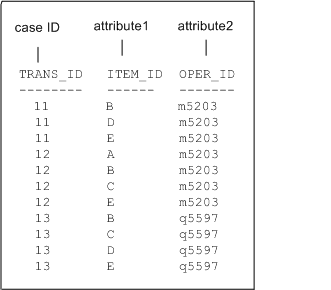 case ID attribute1 attribute2
TRANS_ID ITEM_ID OPER_ID
-------- ------ -------
11 B m5203
11 D m5203
11 E m5203
12 A m5203
12 B m5203
12 C m5203
12 E m5203
13 B q5597
13 C q5597
13 D q5597
13 E q5597